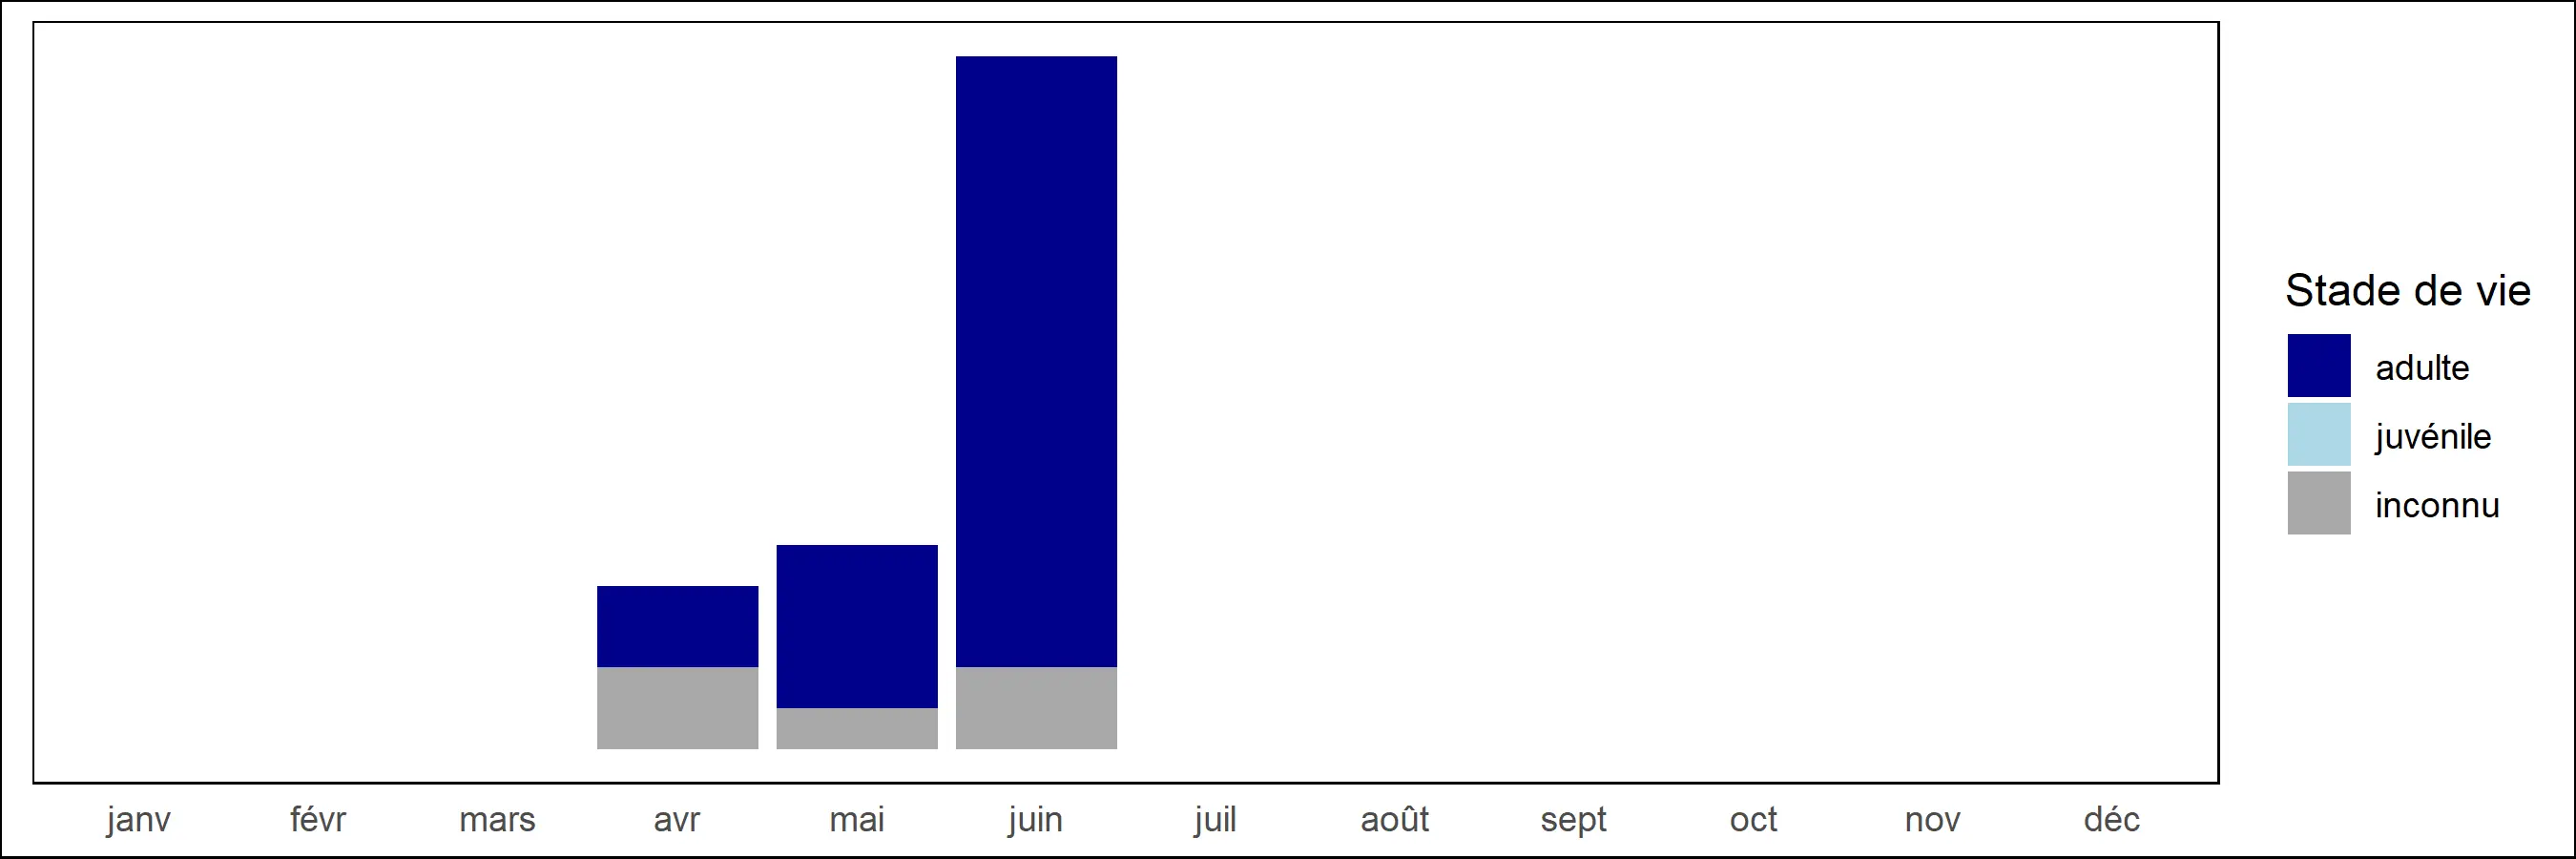 Stade de vie
adulte
juvénile
inconnu
janv févr mars avr mai juin juil août sept oct nov déc